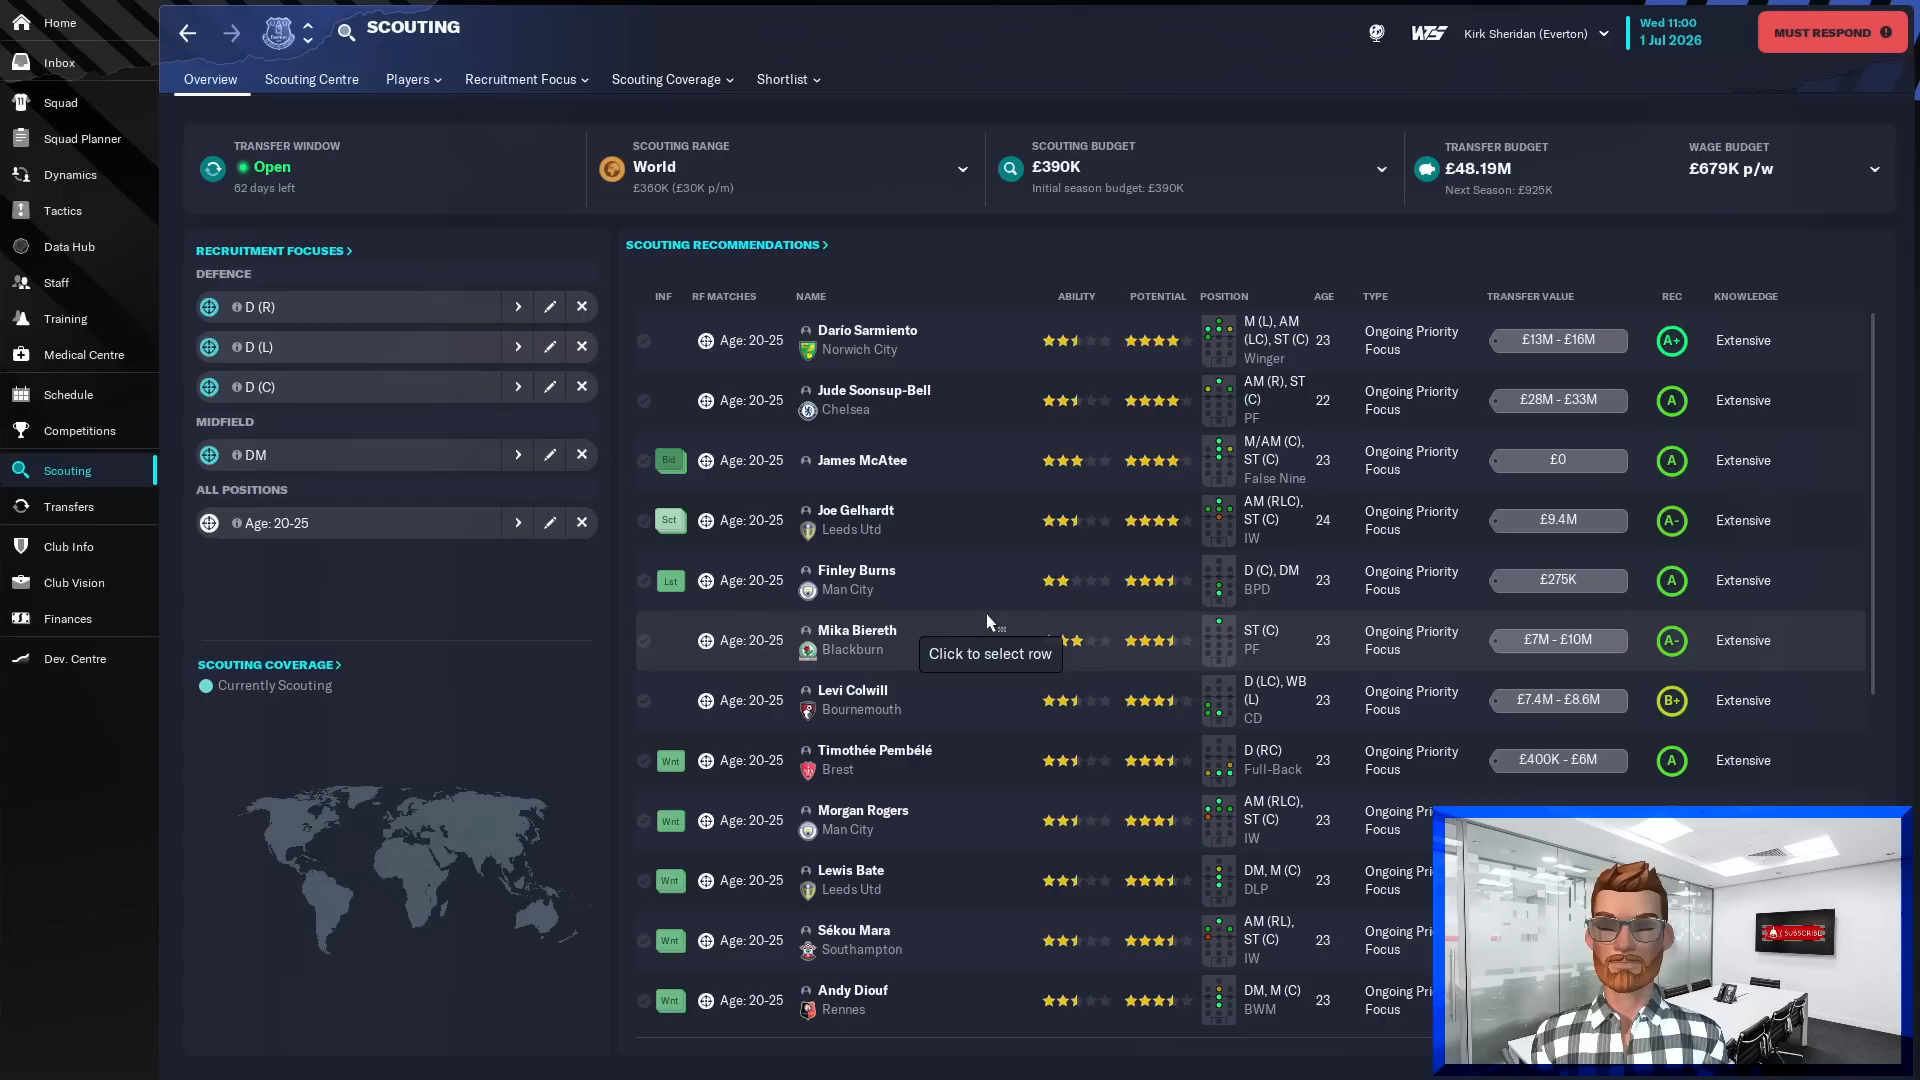 Home
Inbox
Squad
Squad Planner
Dynamics
Tactics
Data Hub
Staff
Training
Medical Centre
Schedule
Competitions
Scouting
Transfers
Club Info
Club Vision
Finances
Dev. Centre
SCOUTING
Kirk Sheridan (Everton)
Wed 11:00
1 Jul 2026
MUST RESPOND
Overview Scouting Centre Players Recruitment Focus Scouting Coverage Shortlist
TRANSFER WINDOW
Open
62 days left
SCOUTING RANGE
World
£360K (£30K p/m)
SCOUTING BUDGET
£390K
Initial season budget: £390K
TRANSFER BUDGET
£48.19M
Next Season: £925K
WAGE BUDGET
£679K p/w
RECRUITMENT FOCUSES >
DEFENCE
D (R)
D (L)
D (C)
MIDFIELD
DM
ALL POSITIONS
Age: 20-25
SCOUTING COVERAGE >
Currently Scouting
SCOUTING RECOMMENDATIONS >
INF RF MATCHES NAME ABILITY POTENTIAL POSITION AGE TYPE TRANSFER VALUE REC KNOWLEDGE
Age: 20-25 Darío Sarmiento Norwich City M (L), AM (LC), ST (C) Winger 23 Ongoing Priority Focus £13M - £16M A+ Extensive
Age: 20-25 Jude Soonsup-Bell Chelsea AM (R), ST (C) PF 22 Ongoing Priority Focus £28M - £33M A Extensive
Bid Age: 20-25 James McAtee M/AM (C), ST (C) False Nine 23 Ongoing Priority Focus £0 A Extensive
Sct Age: 20-25 Joe Gelhardt Leeds Utd AM (RLC), ST (C) IW 24 Ongoing Priority Focus £9.4M A- Extensive
Lst Age: 20-25 Finley Burns Man City D (C), DM BPD 23 Ongoing Priority Focus £275K A Extensive
Age: 20-25 Mika Biereth Blackburn ST (C) PF 23 Ongoing Priority Focus £7M - £10M A- Extensive
Click to select row
Age: 20-25 Levi Colwill Bournemouth D (LC), WB (L) CD 23 Ongoing Priority Focus £7.4M - £8.6M B+ Extensive
Wnt Age: 20-25 Timothée Pembélé Brest D (RC) Full-Back 23 Ongoing Priority Focus £400K - £6M A Extensive
Wnt Age: 20-25 Morgan Rogers Man City AM (RLC), ST (C) IW 23 Ongoing Pri Focus
Wnt Age: 20-25 Lewis Bate Leeds Utd DM, M (C) DLP 23 Ongoing Pri Focus
Wnt Age: 20-25 Sékou Mara Southampton AM (RL), ST (C) IW 23 Ongoing Pri Focus
Wnt Age: 20-25 Andy Diouf Rennes DM, M (C) BWM 23 Ongoing Pri Focus
SUBSCRIBE